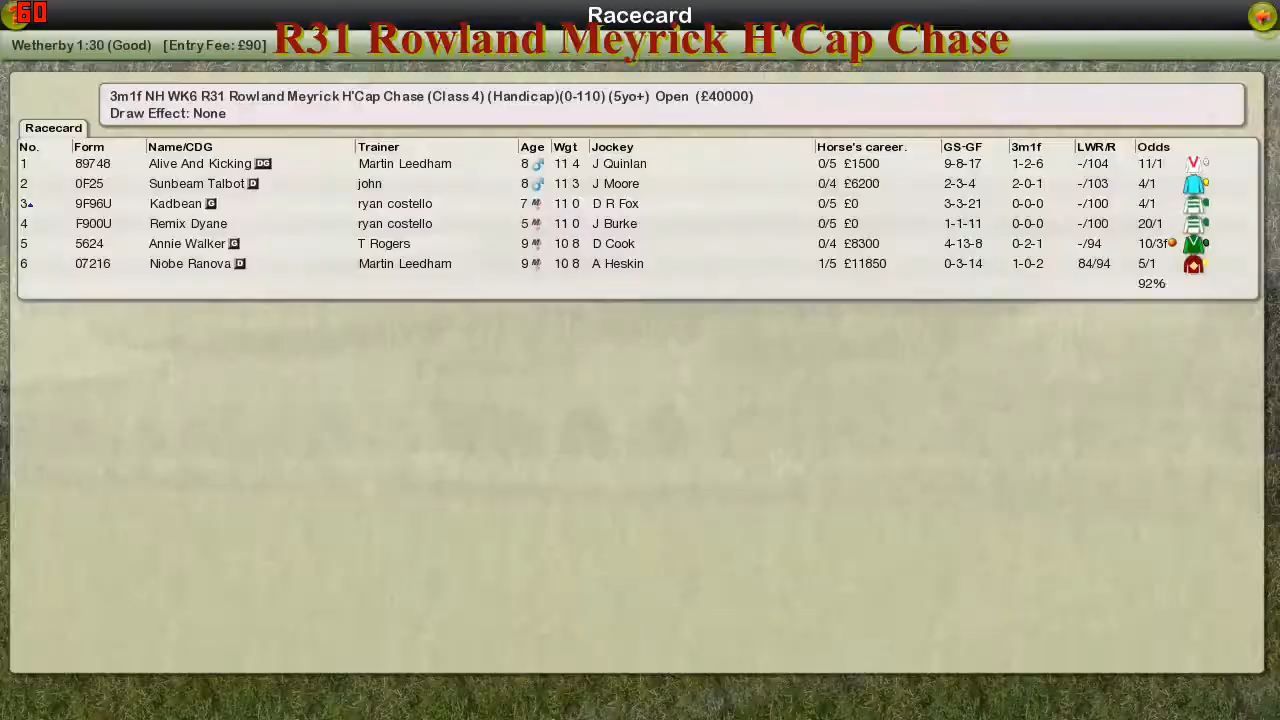 60
Racecard
Wetherby 1:30 (Good) [Entry Fee: £90] R31 Rowland Meyrick H'Cap Chase
3m1f NH WK6 R31 Rowland Meyrick H'Cap Chase (Class 4) (Handicap)(0-110) (5yo+) Open (£40000)
Draw Effect: None
Racecard
No. Form Name/CDG Trainer Age Wgt Jockey Horse's career. GS-GF 3m1f LWR/R Odds
1 89748 Alive And Kicking DG Martin Leedham 8 11 4 J Quinlan 0/5 £1500 9-8-17 1-2-6 -/104 11/1
2 0F25 Sunbeam Talbot D john 8 11 3 J Moore 0/4 £6200 2-3-4 2-0-1 -/103 4/1
3 9F96U Kadbean G ryan costello 7 11 0 D R Fox 0/5 £0 3-3-21 0-0-0 -/100 4/1
4 F900U Remix Dyane ryan costello 5 11 0 J Burke 0/5 £0 1-1-11 0-0-0 -/100 20/1
5 5624 Annie Walker G T Rogers 9 10 8 D Cook 0/4 £8300 4-13-8 0-2-1 -/94 10/3f
6 07216 Niobe Ranova D Martin Leedham 9 10 8 A Heskin 1/5 £11850 0-3-14 1-0-2 84/94 5/1
92%